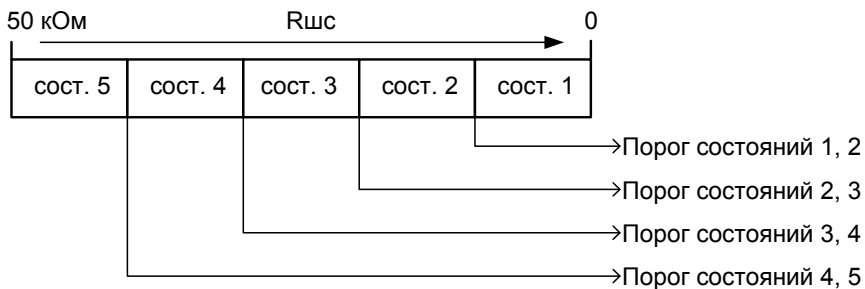 50 кОм Rшс 0
сост. 5 сост. 4 сост. 3 сост. 2 сост. 1
Порог состояний 1, 2
Порог состояний 2, 3
Порог состояний 3, 4
Порог состояний 4, 5